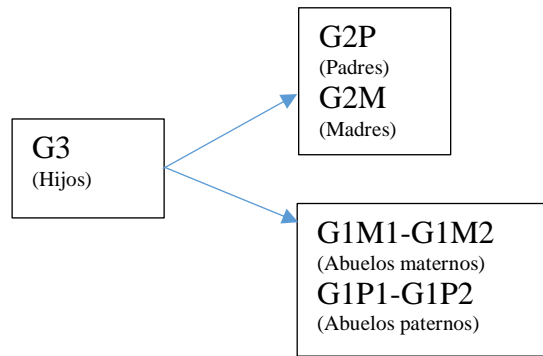 G2P
(Padres)
G2M
(Madres)
G3
(Hijos)
G1M1-G1M2
(Abuelos maternos)
G1P1-G1P2
(Abuelos paternos)